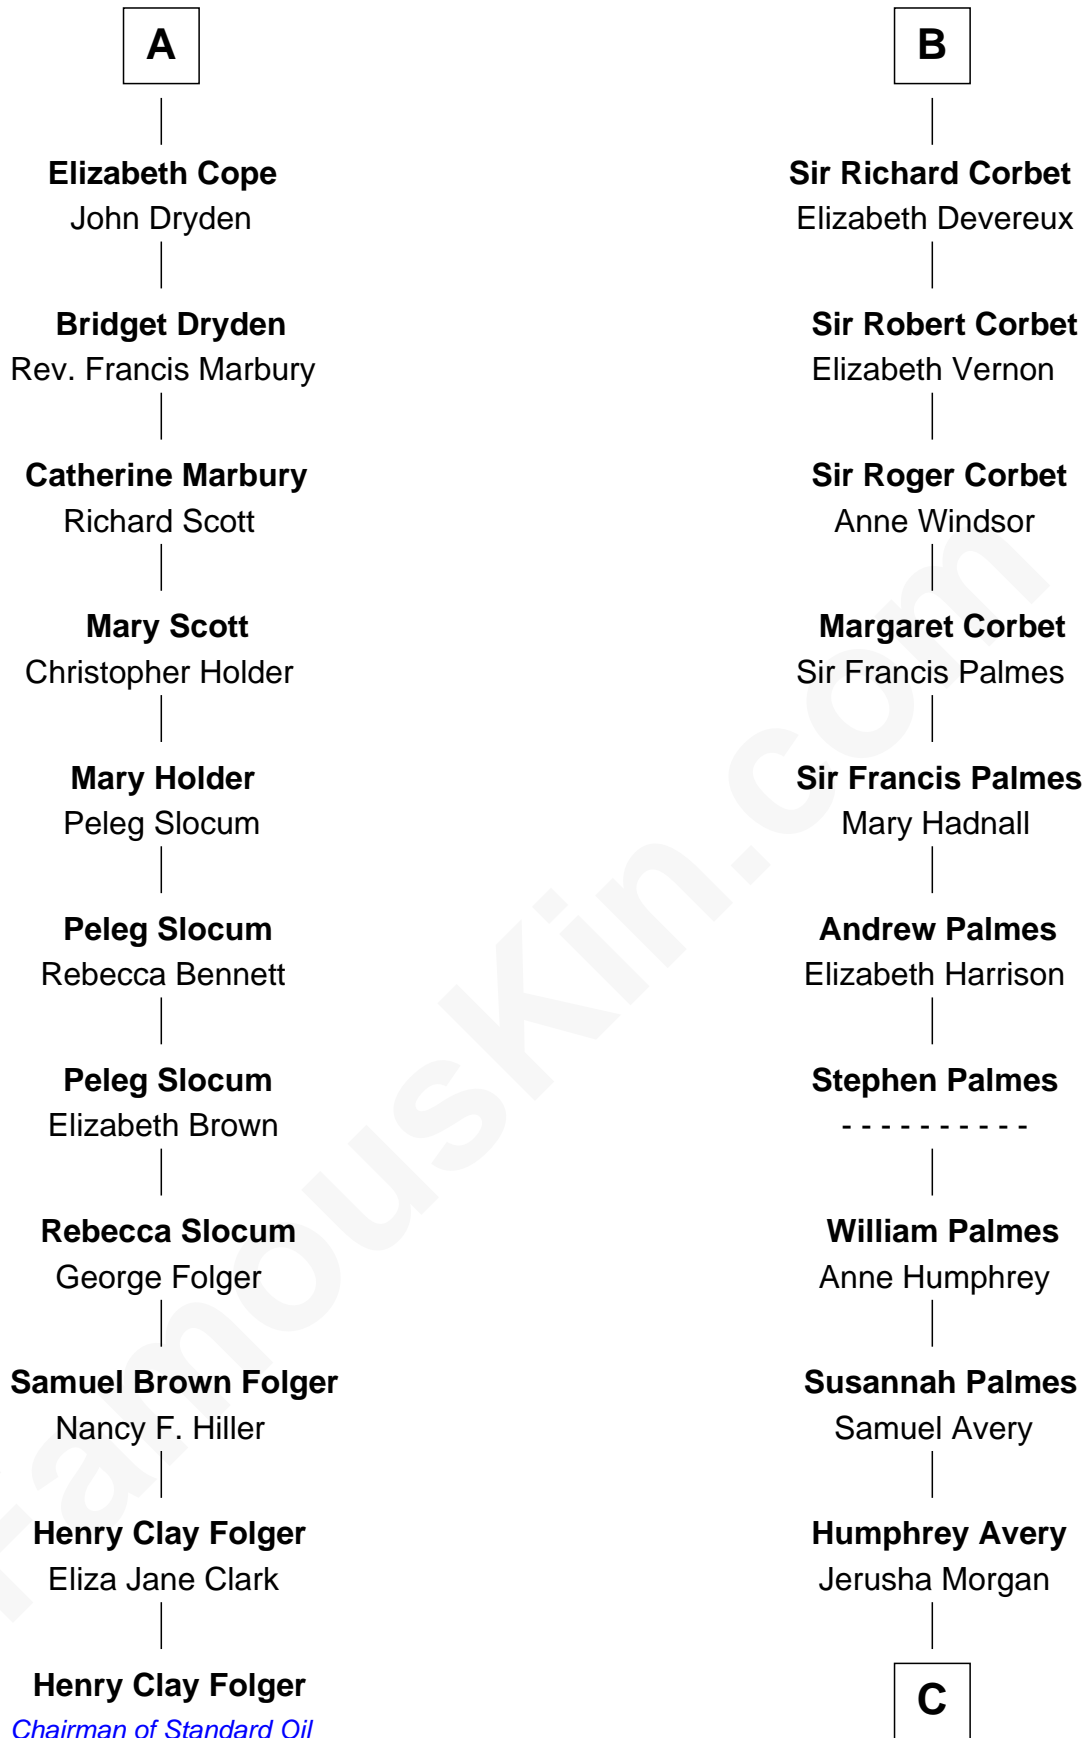 A
Elizabeth Cope
John Dryden
Bridget Dryden
Rev. Francis Marbury
Catherine Marbury
Richard Scott
Mary Scott
Christopher Holder
Mary Holder
Peleg Slocum
Peleg Slocum
Rebecca Bennett
Peleg Slocum
Elizabeth Brown
Rebecca Slocum
George Folger
Samuel Brown Folger
Nancy F. Hiller
Henry Clay Folger
Eliza Jane Clark
Henry Clay Folger
Chairman of Standard Oil
B
Sir Richard Corbet
Elizabeth Devereux
Sir Robert Corbet
Elizabeth Vernon
Sir Roger Corbet
Anne Windsor
Margaret Corbet
Sir Francis Palmes
Sir Francis Palmes
Mary Hadnall
Andrew Palmes
Elizabeth Harrison
Stephen Palmes
- - - - - - - - - -
William Palmes
Anne Humphrey
Susannah Palmes
Samuel Avery
Humphrey Avery
Jerusha Morgan
C
FamousKin.com